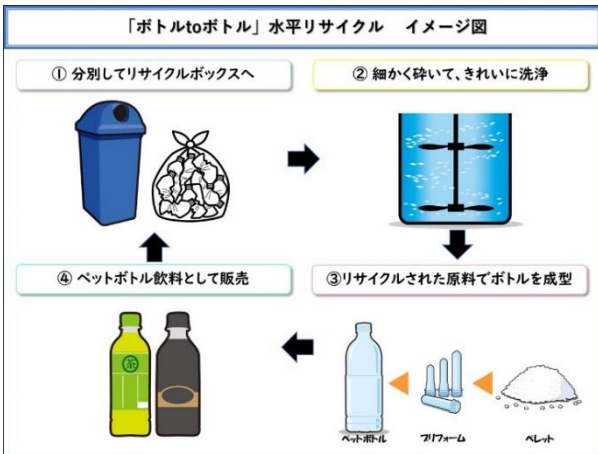 「ボトルtoボトル」水平リサイクル　イメージ図
① 分別してリサイクルボックスへ
② 細かく砕いて、きれいに洗浄
③リサイクルされた原料でボトルを成型
④ ペットボトル飲料として販売
茶
ペットボトル
プリフォーム
ペレット